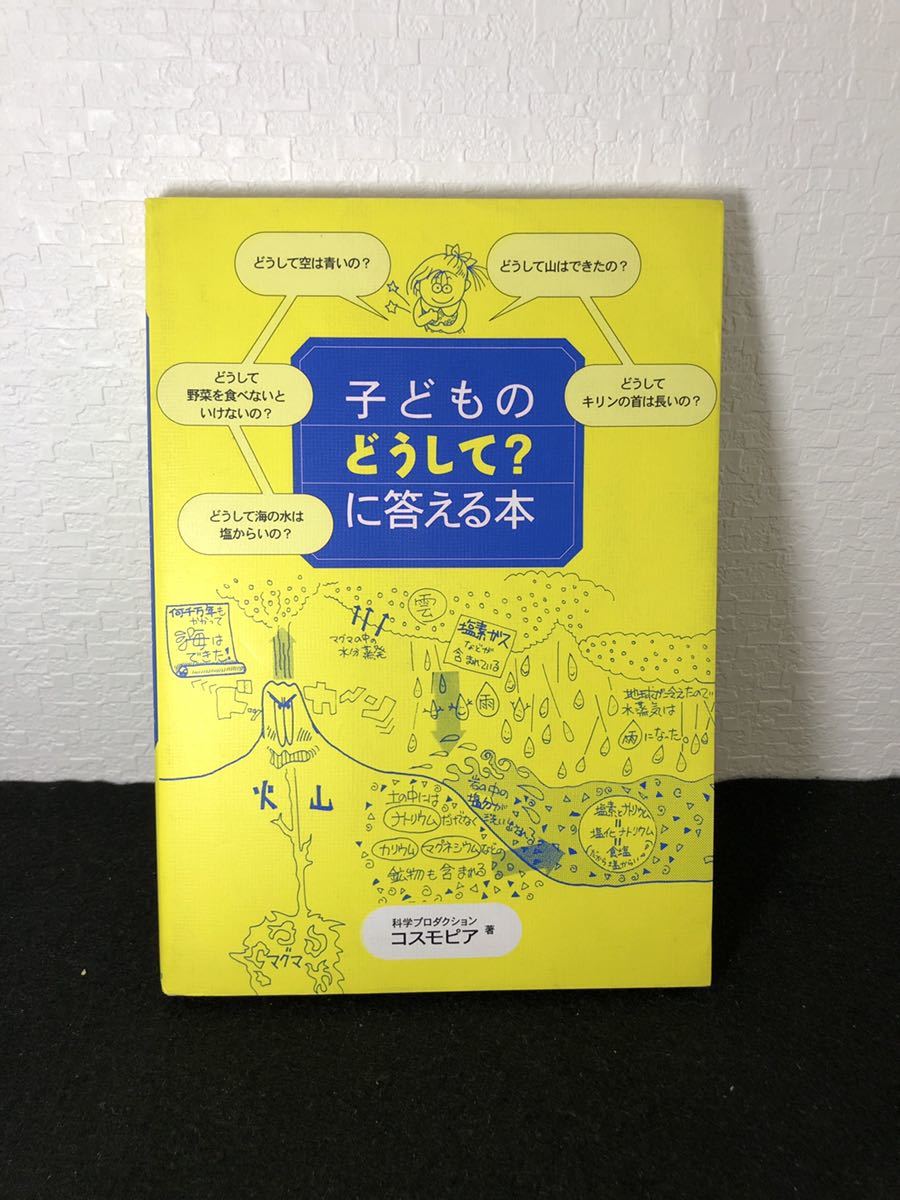 どうして空は青いの？
どうして山はできたの？
どうして
野菜を食べないと
いけないの？
どうして
キリンの首は長いの？
子どもの
どうして？
に答える本
どうして海の水は
塩からいの？
何千万年も
かかって
海は
できた！
マグマの中の
水分蒸発
雲
塩素ガス
などが
含まれている
雨
地球が冷えたので
水蒸気は
雨になった。
ドッカーン
火山
土の中には
ナトリウムだけでなく
カリウム マグネシウムなどの
鉱物も含まれる
岩の中の
塩分が
塩素とナトリウム
塩化ナトリウム
食塩
マグマ
科学プロダクション
コスモピア 著